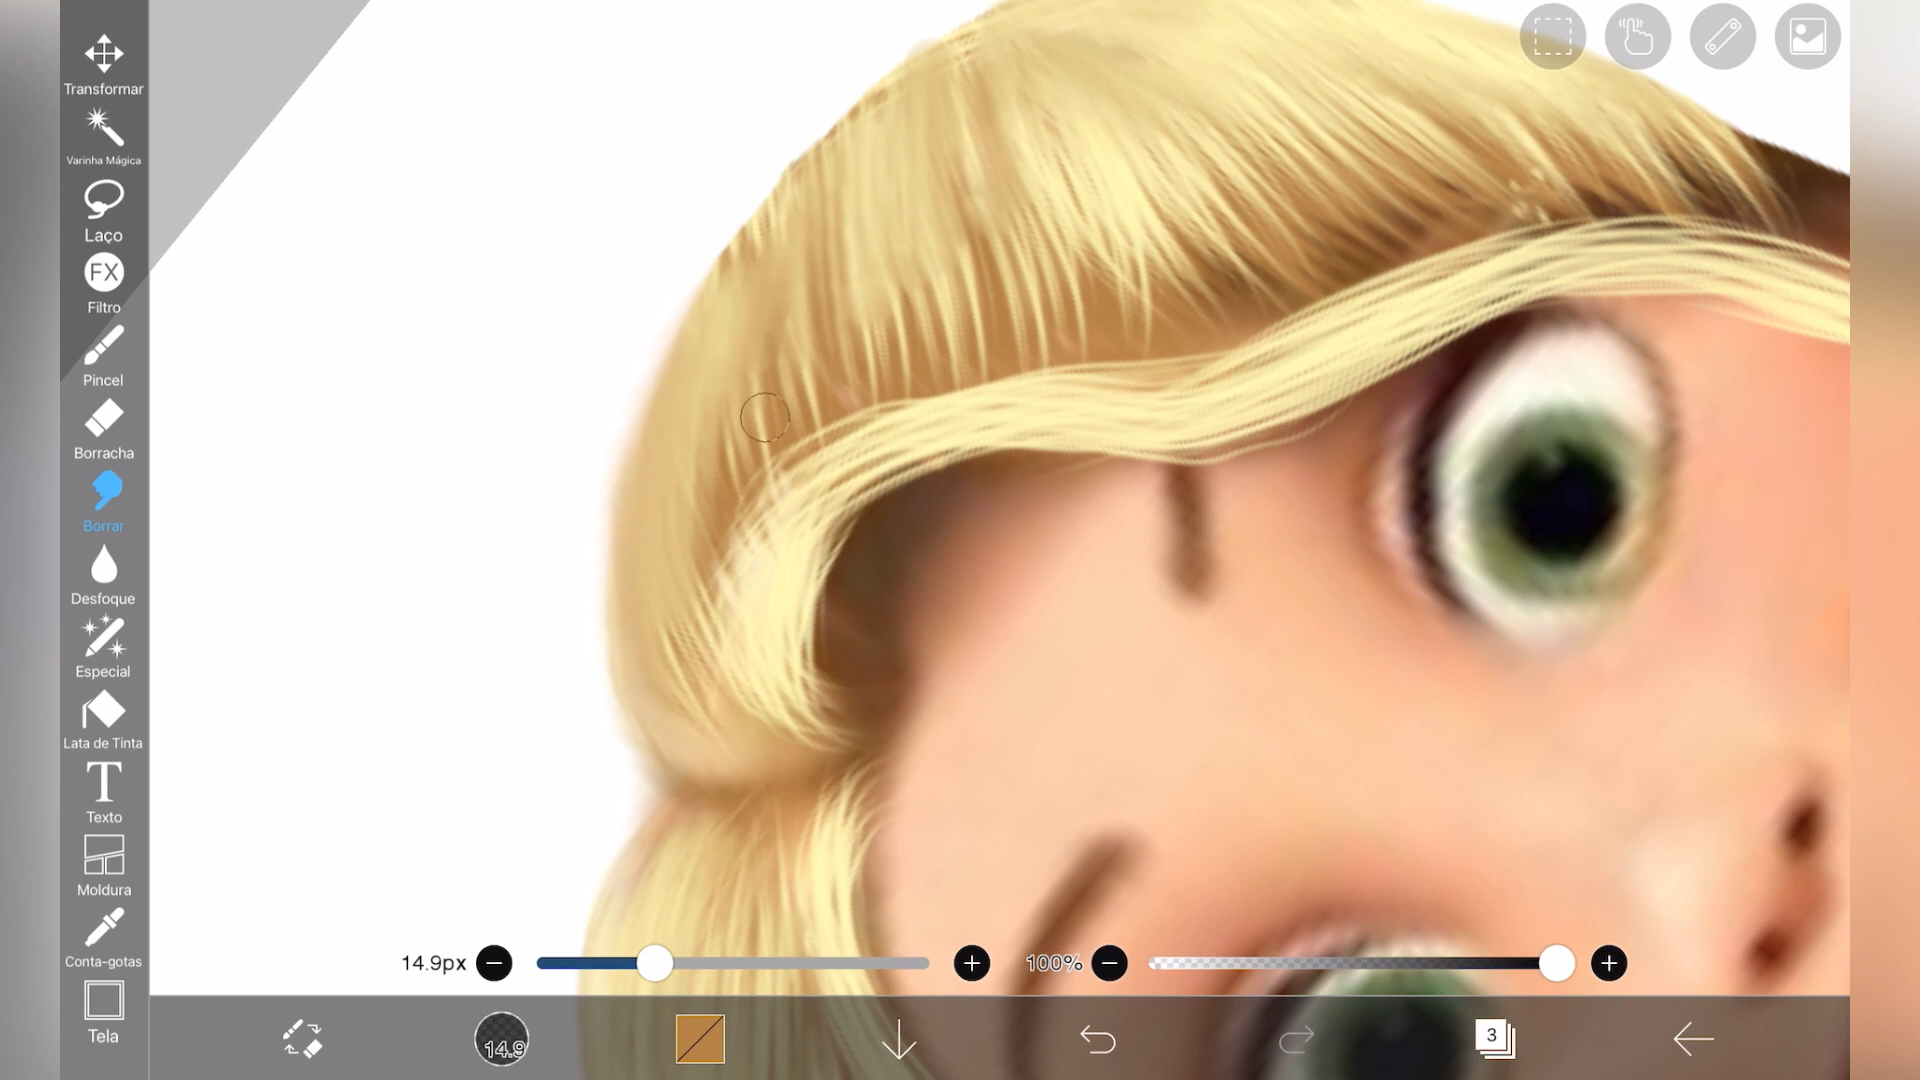 Transformar
Varinha Mágica
Laço
FX
Filtro
Pincel
Borracha
Borrar
Desfoque
Especial
Lata de Tinta
T
Texto
Moldura
Conta-gotas
Tela
14.9px
100%
14.9
3